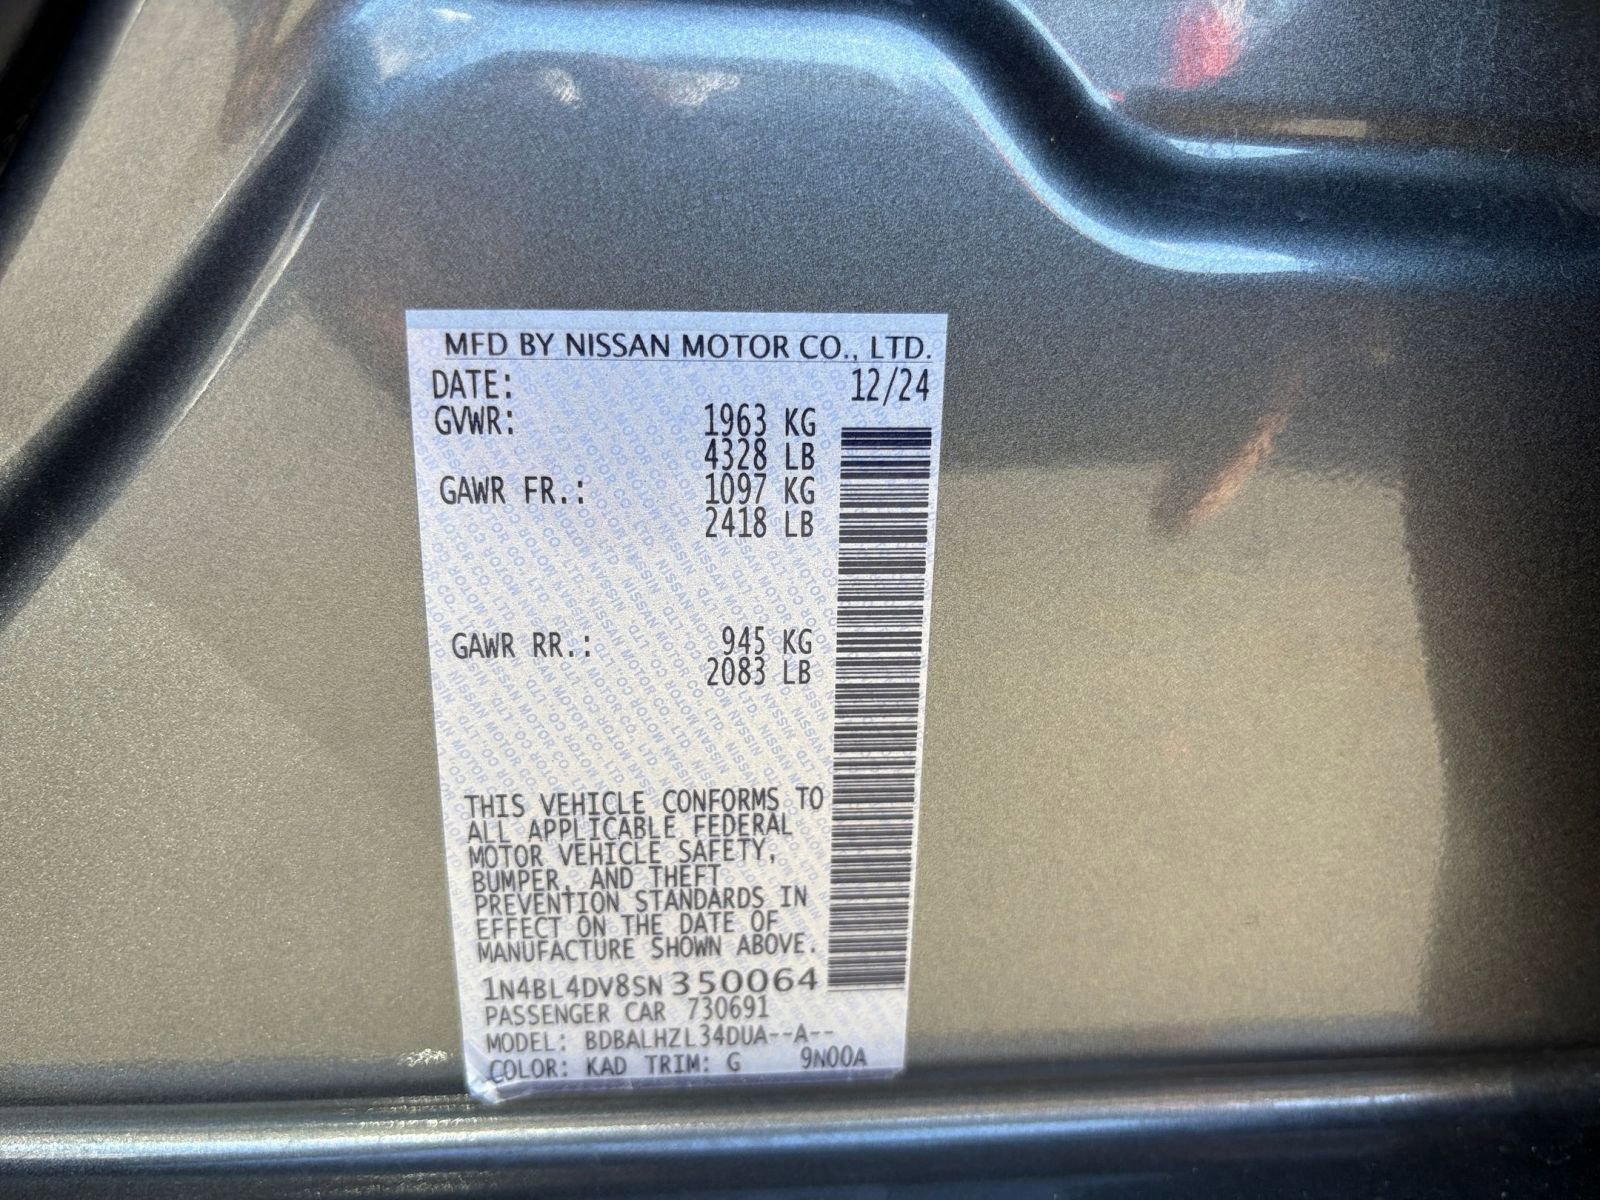 MFD BY NISSAN MOTOR CO., LTD.
DATE: 12/24
GVWR: 1963 KG
4328 LB
GAWR FR.: 1097 KG
2418 LB
GAWR RR.: 945 KG
2083 LB
THIS VEHICLE CONFORMS TO
ALL APPLICABLE FEDERAL
MOTOR VEHICLE SAFETY,
BUMPER, AND THEFT
PREVENTION STANDARDS IN
EFFECT ON THE DATE OF
MANUFACTURE SHOWN ABOVE.
1N4BL4DV8SN350064
PASSENGER CAR 730691
MODEL: BDBALHZL34DUA--A--
COLOR: KAD TRIM: G 9N00A